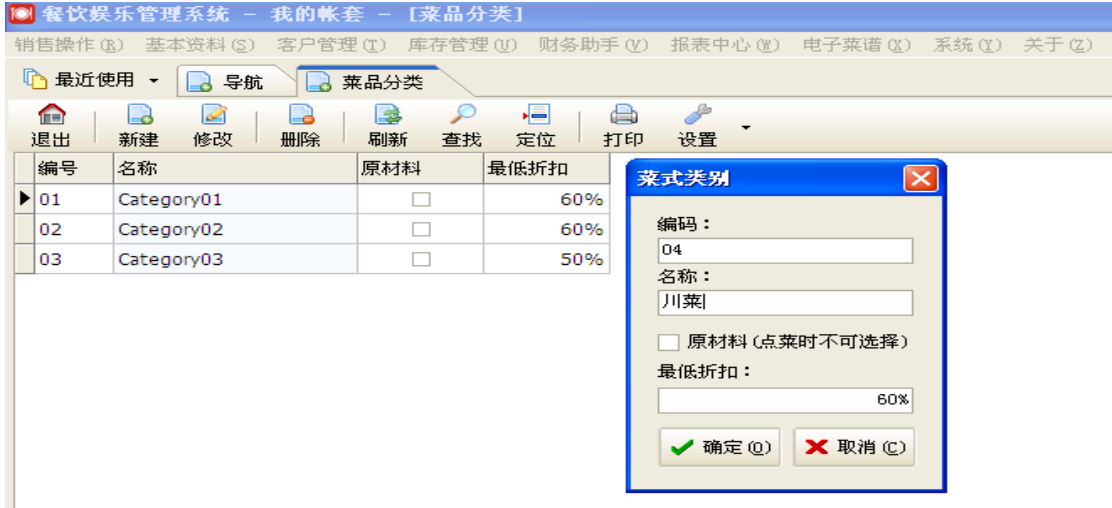 餐饮娱乐管理系统 - 我的帐套 - [菜品分类]
销售操作(R) 基本资料(S) 客户管理(T) 库存管理(U) 财务助手(V) 报表中心(W) 电子菜谱(X) 系统(Y) 关于(Z)
最近使用 导航 菜品分类
退出 新建 修改 删除 刷新 查找 定位 打印 设置
编号 名称 原材料 最低折扣
01 Category01 60%
02 Category02 60%
03 Category03 50%
菜式类别
编码：
04
名称：
川菜
原材料(点菜时不可选择)
最低折扣：
60%
确定(O) 取消(C)